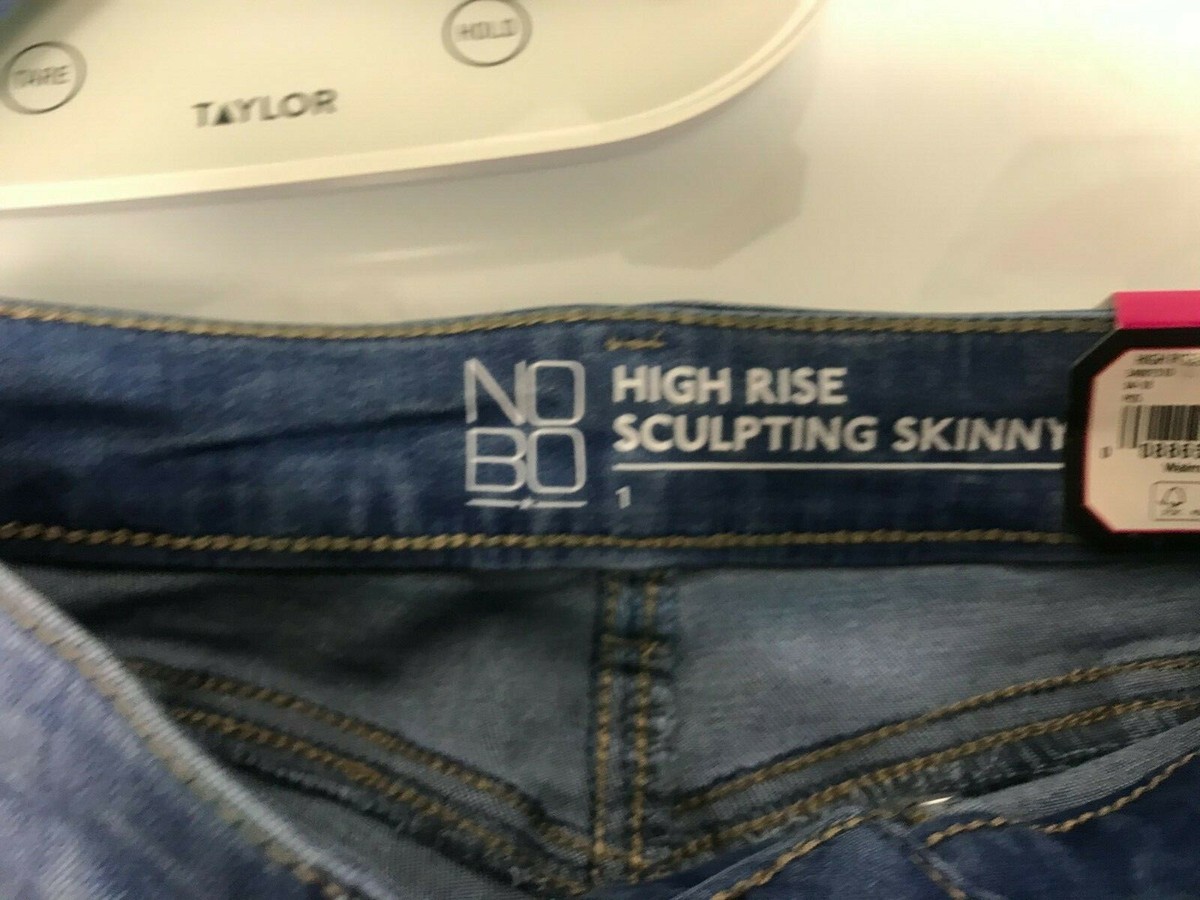 TARE
HOLD
TAYLOR
NO
BO
HIGH RISE
SCULPTING SKINNY
1